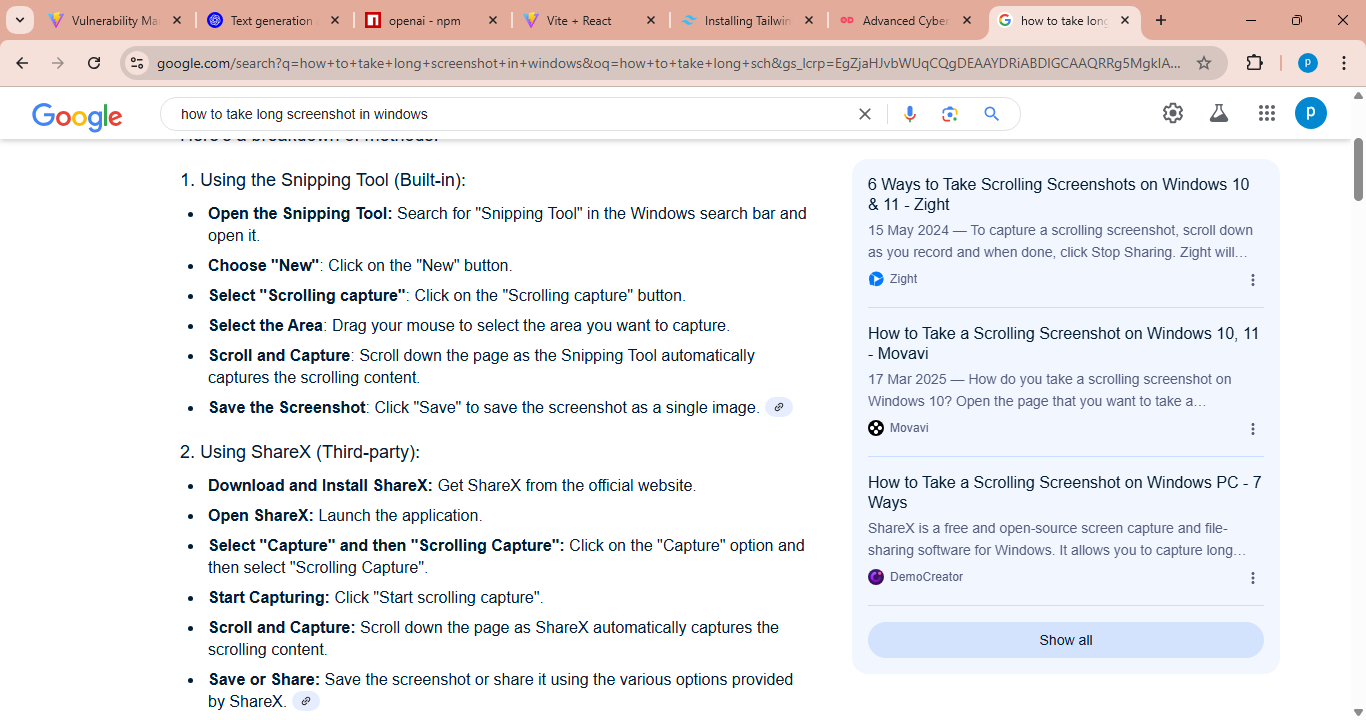 Vulnerability Ma
Text generation
openai - npm
Vite + React
Installing Tailwin
Advanced Cyber
how to take long
google.com/search?q=how+to+take+long+screenshot+in+windows&oq=how+to+take+long+sch&gs_lcrp=EgZjaHJvbWUqCQgDEAAYDRiABDIGCAAQRRg5MgkIA...
P
Google
how to take long screenshot in windows
P
Here's a breakdown of methods:
1. Using the Snipping Tool (Built-in):
• Open the Snipping Tool: Search for "Snipping Tool" in the Windows search bar and
open it.
• Choose "New": Click on the "New" button.
• Select "Scrolling capture": Click on the "Scrolling capture" button.
• Select the Area: Drag your mouse to select the area you want to capture.
• Scroll and Capture: Scroll down the page as the Snipping Tool automatically
captures the scrolling content.
• Save the Screenshot: Click "Save" to save the screenshot as a single image.
2. Using ShareX (Third-party):
• Download and Install ShareX: Get ShareX from the official website.
• Open ShareX: Launch the application.
• Select "Capture" and then "Scrolling Capture": Click on the "Capture" option and
then select "Scrolling Capture".
• Start Capturing: Click "Start scrolling capture".
• Scroll and Capture: Scroll down the page as ShareX automatically captures the
scrolling content.
• Save or Share: Save the screenshot or share it using the various options provided
by ShareX.
6 Ways to Take Scrolling Screenshots on Windows 10
& 11 - Zight
15 May 2024 — To capture a scrolling screenshot, scroll down
as you record and when done, click Stop Sharing. Zight will...
Zight
How to Take a Scrolling Screenshot on Windows 10, 11
- Movavi
17 Mar 2025 — How do you take a scrolling screenshot on
Windows 10? Open the page that you want to take a...
Movavi
How to Take a Scrolling Screenshot on Windows PC - 7
Ways
ShareX is a free and open-source screen capture and file-
sharing software for Windows. It allows you to capture long...
DemoCreator
Show all